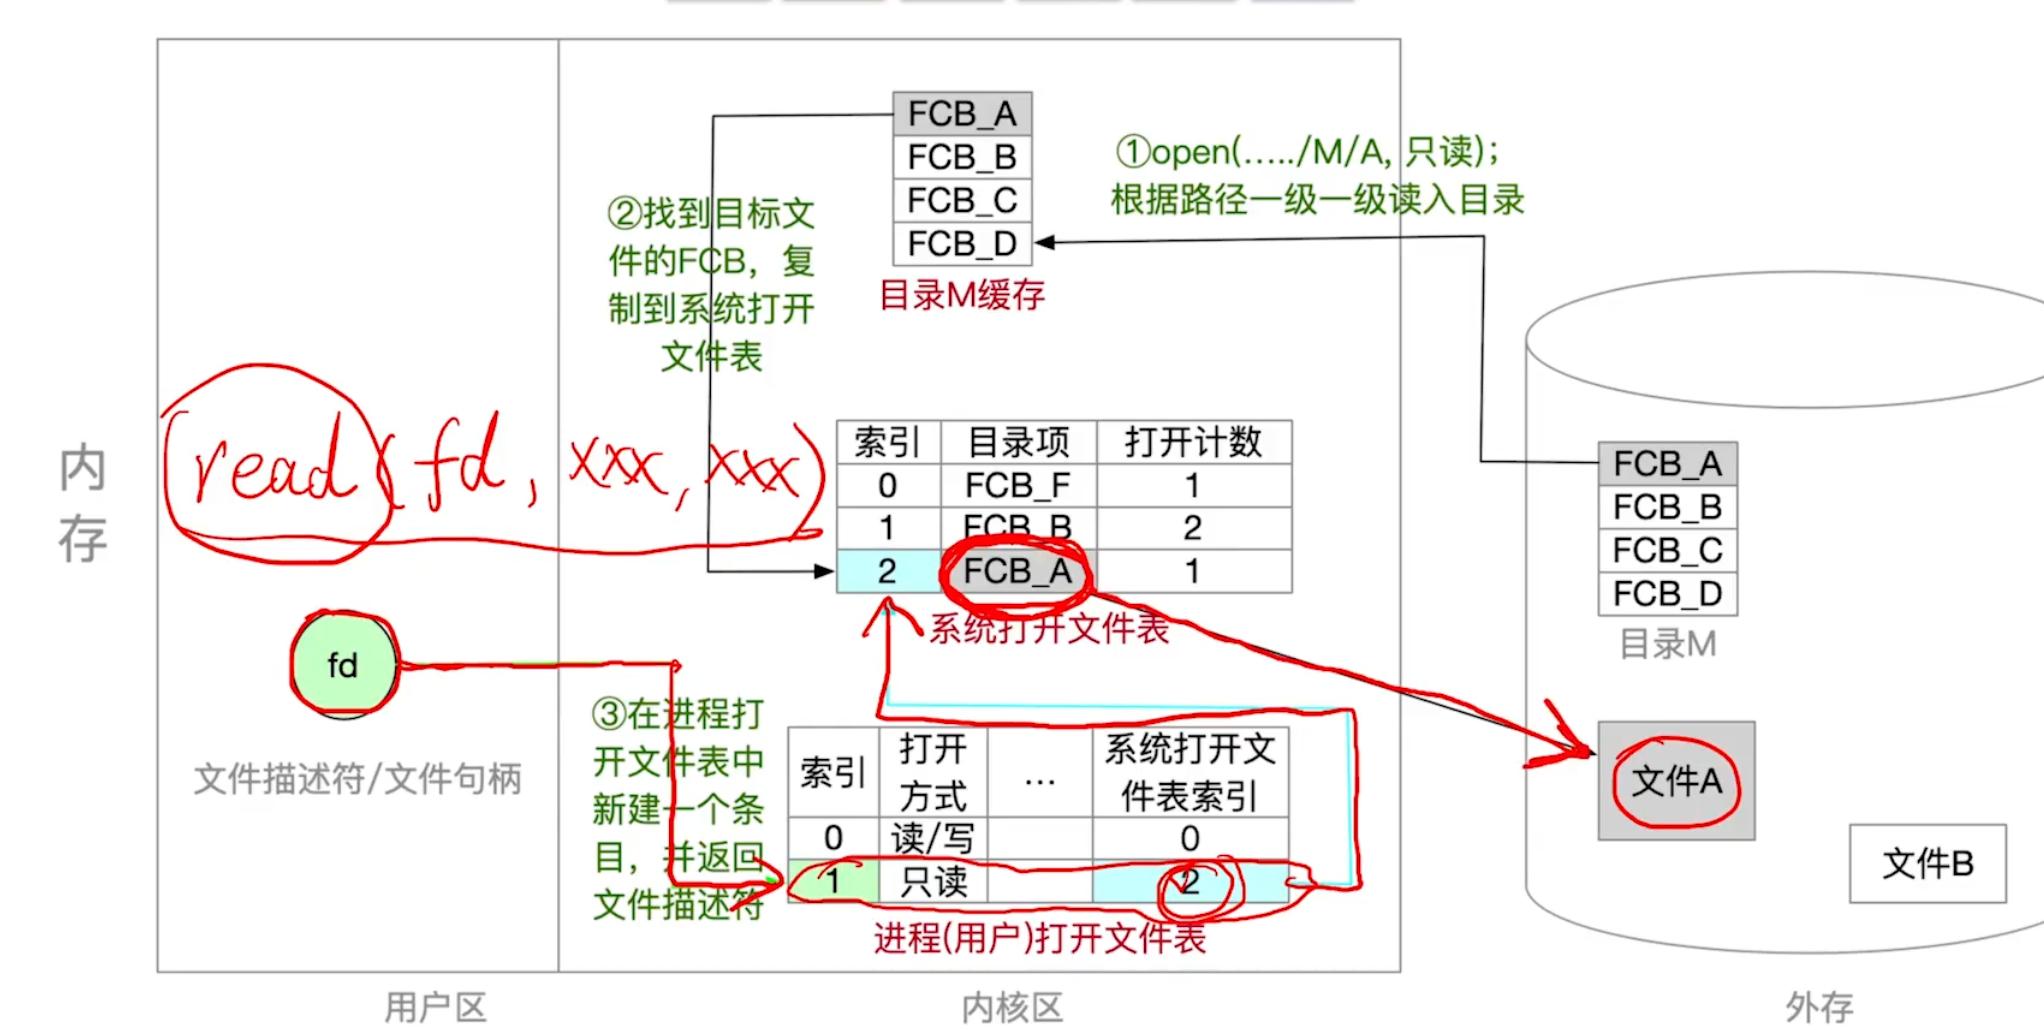 ①open(...../M/A, 只读);
根据路径一级一级读入目录
FCB_A
FCB_B
FCB_C
FCB_D
目录M缓存
②找到目标文
件的FCB，复
制到系统打开
文件表
内
存
read(fd, xxx, xxx)
索引 目录项 打开计数
0 FCB_F 1
1 FCB_B 2
2 FCB_A 1
系统打开文件表
fd
文件描述符/文件句柄
③在进程打
开文件表中
新建一个条
目，并返回
文件描述符
索引 打开
方式 ... 系统打开文
件表索引
0 读/写 0
1 只读 2
进程(用户)打开文件表
FCB_A
FCB_B
FCB_C
FCB_D
目录M
文件A
文件B
用户区
内核区
外存